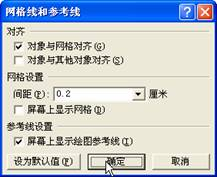 网格线和参考线
对齐
对象与网格对齐(G)
对象与其他对象对齐(S)
网格设置
间距(P): 0.2 厘米
屏幕上显示网格(D)
参考线设置
屏幕上显示绘图参考线(I)
设为默认值(F) 确定 取消